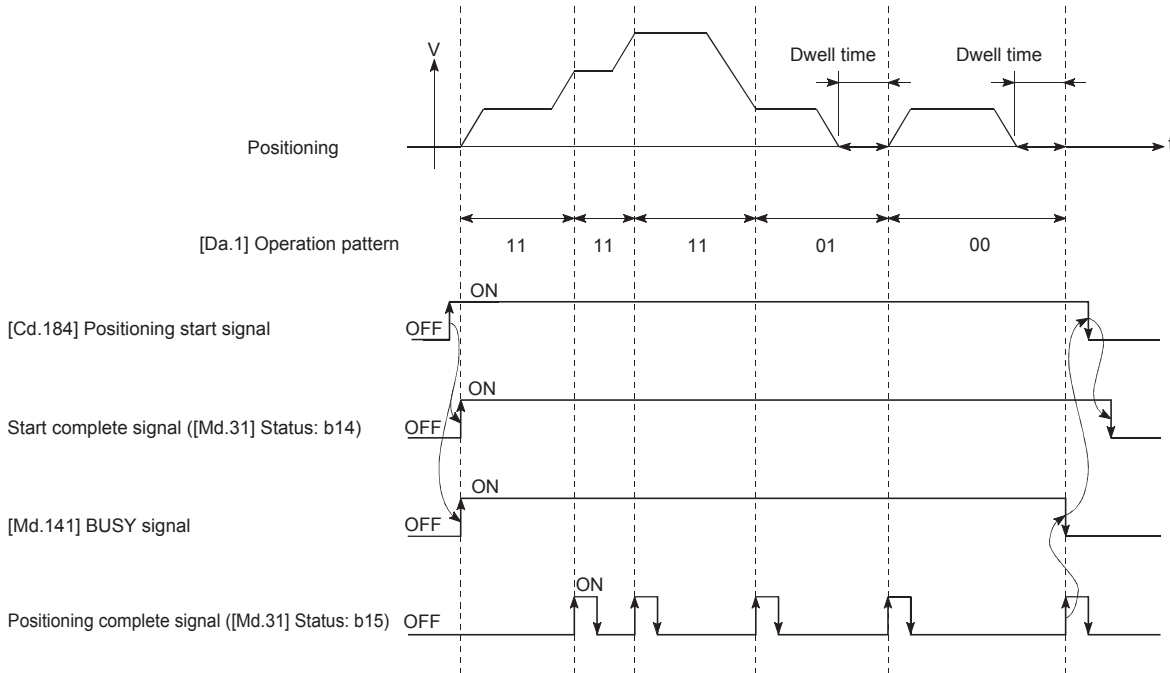 V
Dwell time
Dwell time
Positioning
t
[Da.1] Operation pattern
11
11
11
01
00
ON
[Cd.184] Positioning start signal
OFF
ON
Start complete signal ([Md.31] Status: b14)
OFF
ON
[Md.141] BUSY signal
OFF
ON
Positioning complete signal ([Md.31] Status: b15)
OFF